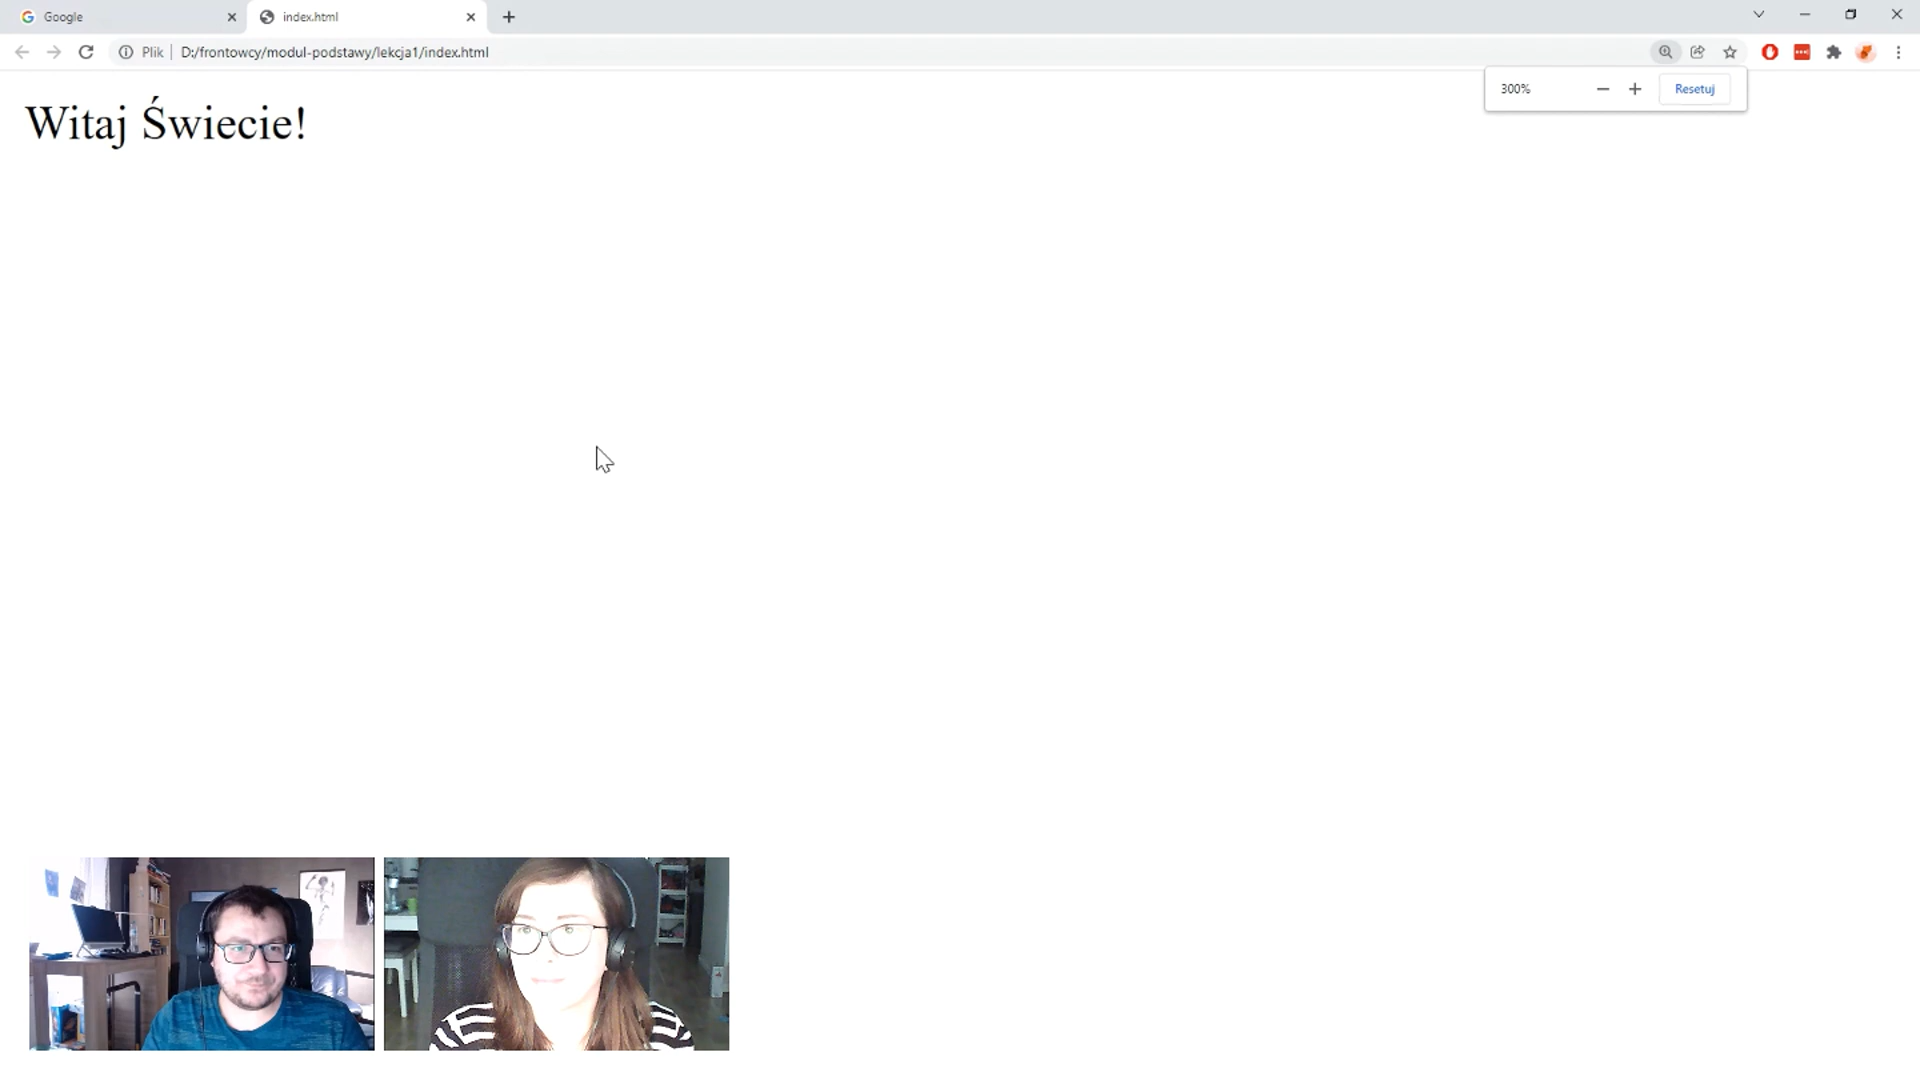 Google
index.html
Plik
D:/frontowcy/modul-podstawy/lekcja1/index.html
300%
Resetuj
Witaj Świecie!